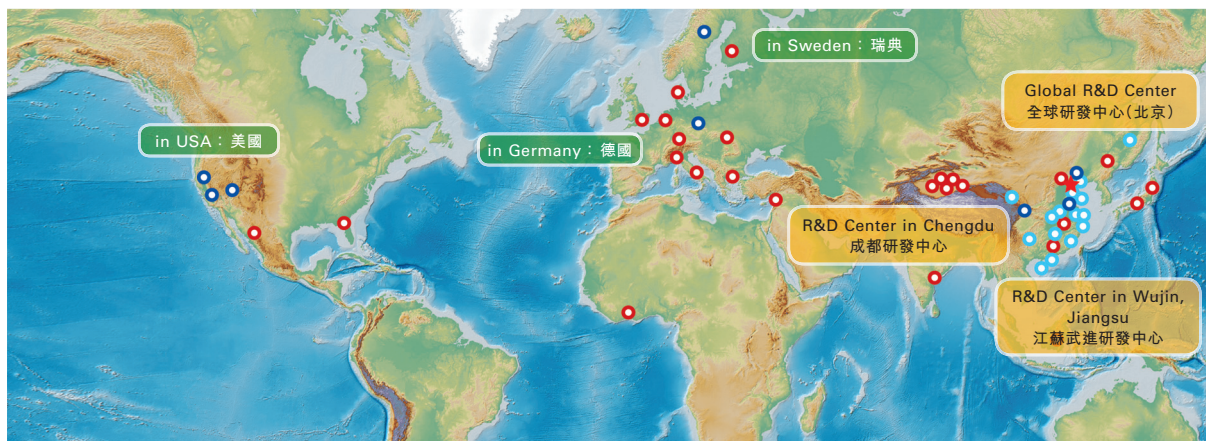 in Sweden：瑞典
Global R&D Center
全球研發中心（北京）
in USA：美國
in Germany：德國
R&D Center in Chengdu
成都研發中心
R&D Center in Wujin,
Jiangsu
江蘇武進研發中心